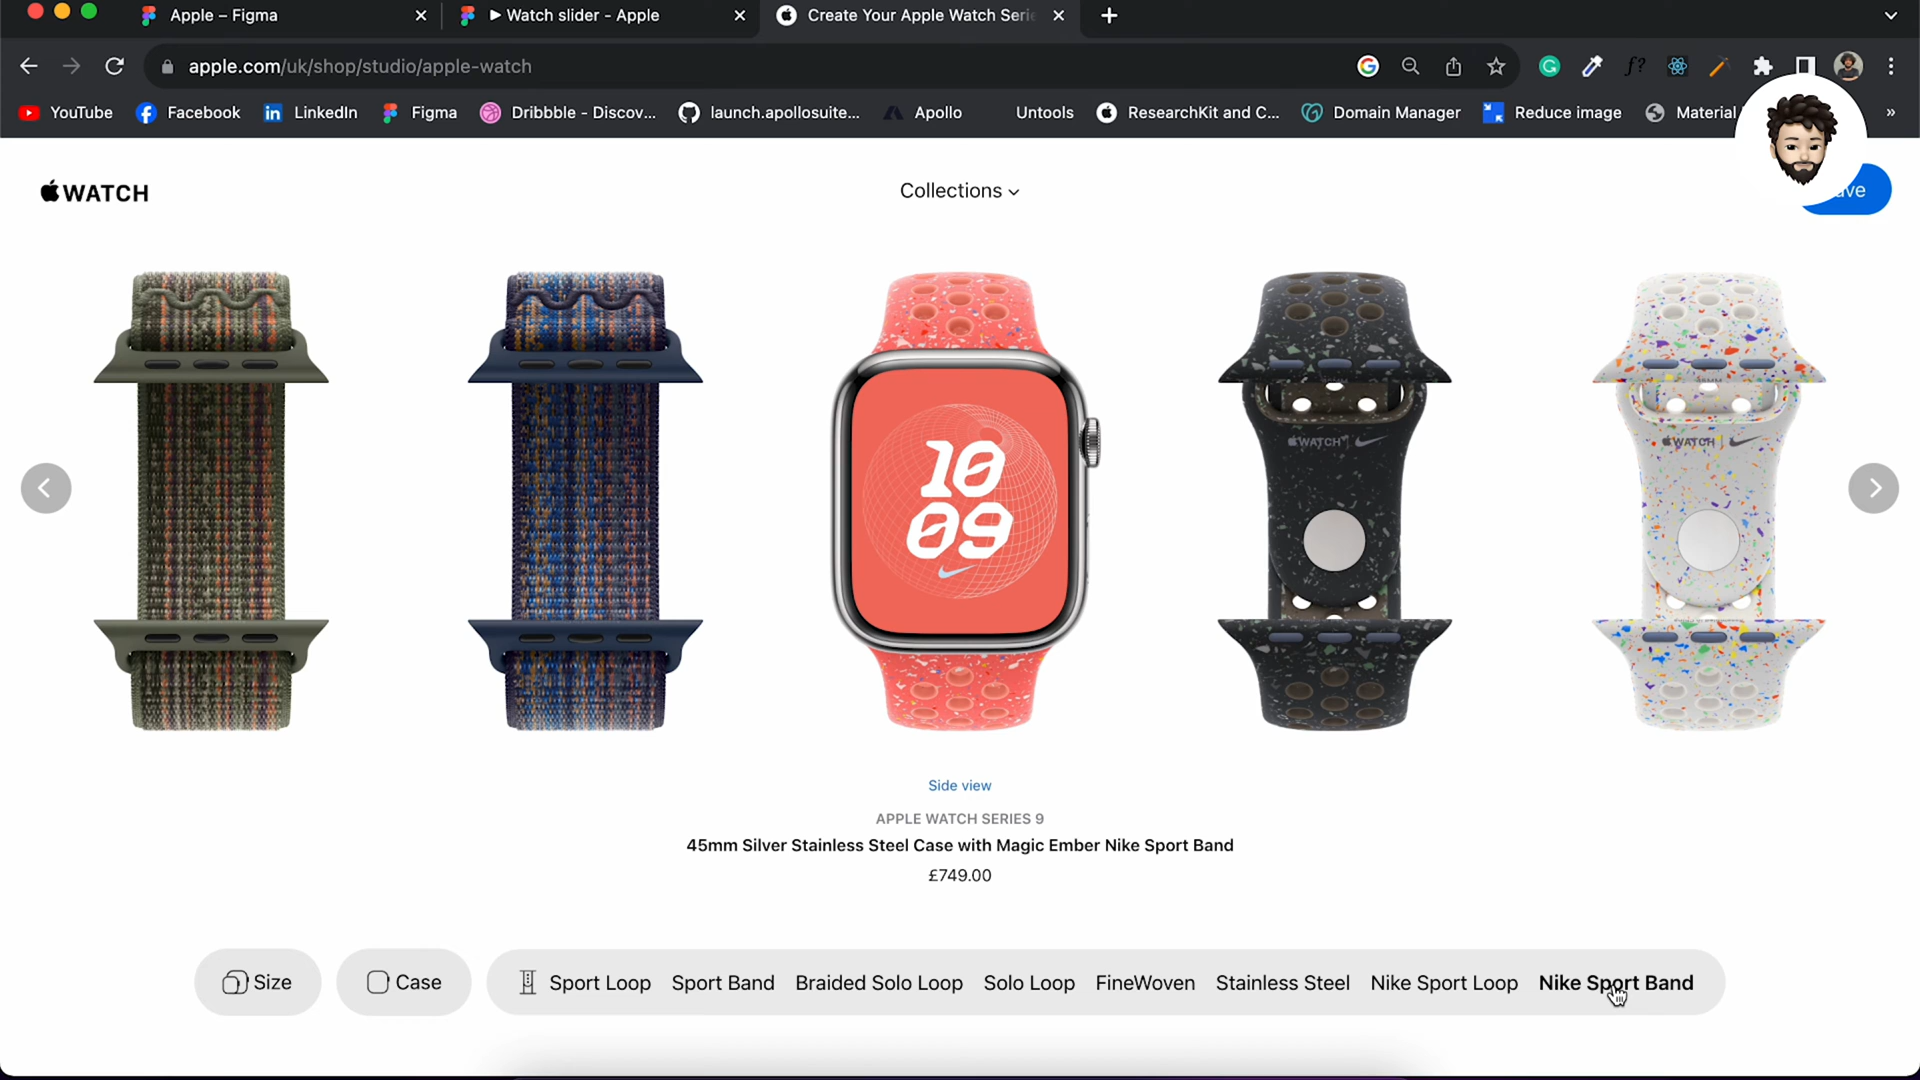 Apple – Figma
Watch slider - Apple
Create Your Apple Watch Serie
apple.com/uk/shop/studio/apple-watch
YouTube
Facebook
LinkedIn
Figma
Dribbble - Discov...
launch.apollosuite...
Apollo
Untools
ResearchKit and C...
Domain Manager
Reduce image
Material
»
WATCH
Collections
10
09
WATCH
WATCH
Side view
APPLE WATCH SERIES 9
45mm Silver Stainless Steel Case with Magic Ember Nike Sport Band
£749.00
Size
Case
Sport Loop
Sport Band
Braided Solo Loop
Solo Loop
FineWoven
Stainless Steel
Nike Sport Loop
Nike Sport Band